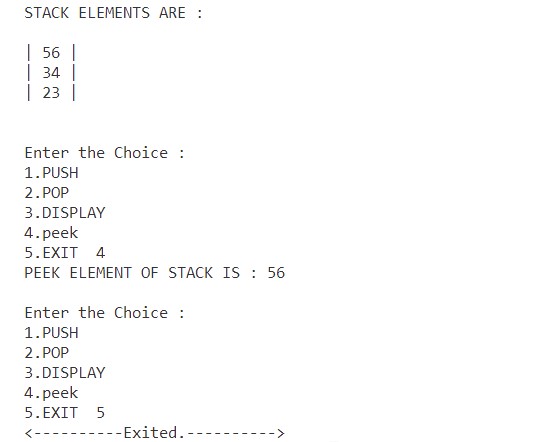 STACK ELEMENTS ARE :
| 56 |
| 34 |
| 23 |
Enter the Choice :
1.PUSH
2.POP
3.DISPLAY
4.peek
5.EXIT  4
PEEK ELEMENT OF STACK IS : 56
Enter the Choice :
1.PUSH
2.POP
3.DISPLAY
4.peek
5.EXIT  5
<----------Exited.---------->